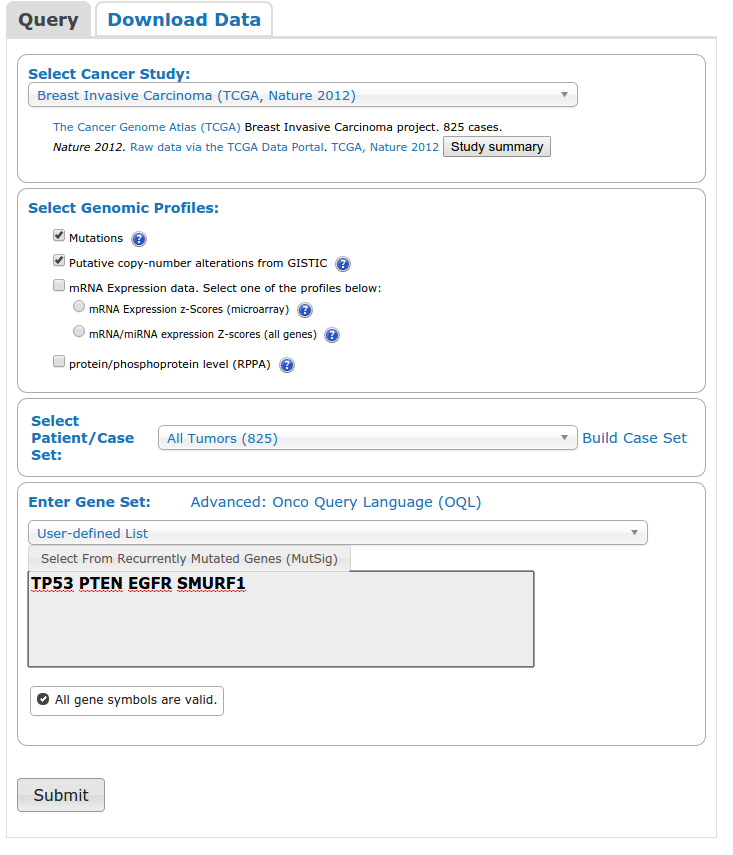 Query Download Data
Select Cancer Study:
Breast Invasive Carcinoma (TCGA, Nature 2012)
The Cancer Genome Atlas (TCGA) Breast Invasive Carcinoma project. 825 cases.
Nature 2012. Raw data via the TCGA Data Portal. TCGA, Nature 2012 Study summary
Select Genomic Profiles:
Mutations ?
Putative copy-number alterations from GISTIC ?
mRNA Expression data. Select one of the profiles below:
mRNA Expression z-Scores (microarray) ?
mRNA/miRNA expression Z-scores (all genes) ?
protein/phosphoprotein level (RPPA) ?
Select
Patient/Case
Set:
All Tumors (825) Build Case Set
Enter Gene Set: Advanced: Onco Query Language (OQL)
User-defined List
Select From Recurrently Mutated Genes (MutSig)
TP53 PTEN EGFR SMURF1
All gene symbols are valid.
Submit